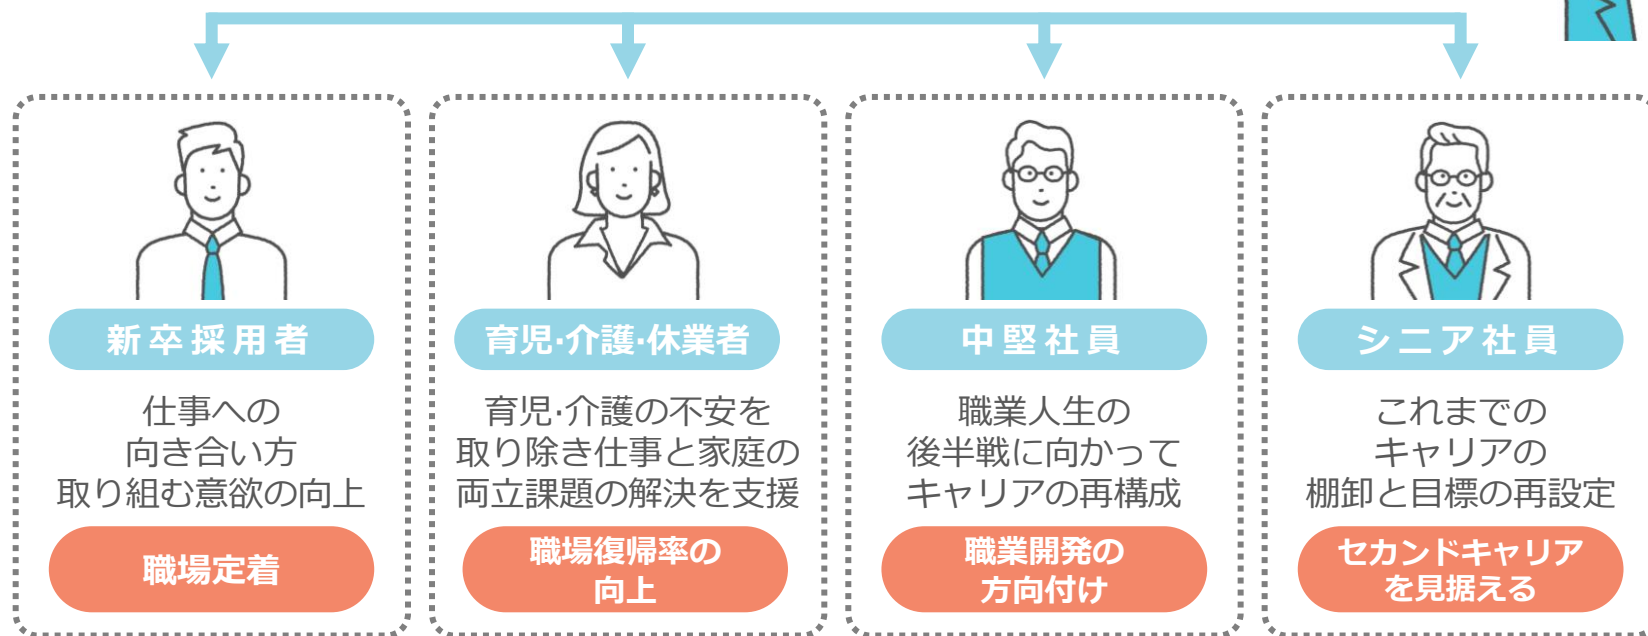 新卒採用者
仕事への
向き合い方
取り組む意欲の向上
職場定着
育児・介護・休業者
育児・介護の不安を
取り除き仕事と家庭の
両立課題の解決を支援
職場復帰率の
向上
中堅社員
職業人生の
後半戦に向かって
キャリアの再構成
職業開発の
方向付け
シニア社員
これまでの
キャリアの
棚卸と目標の再設定
セカンドキャリア
を見据える